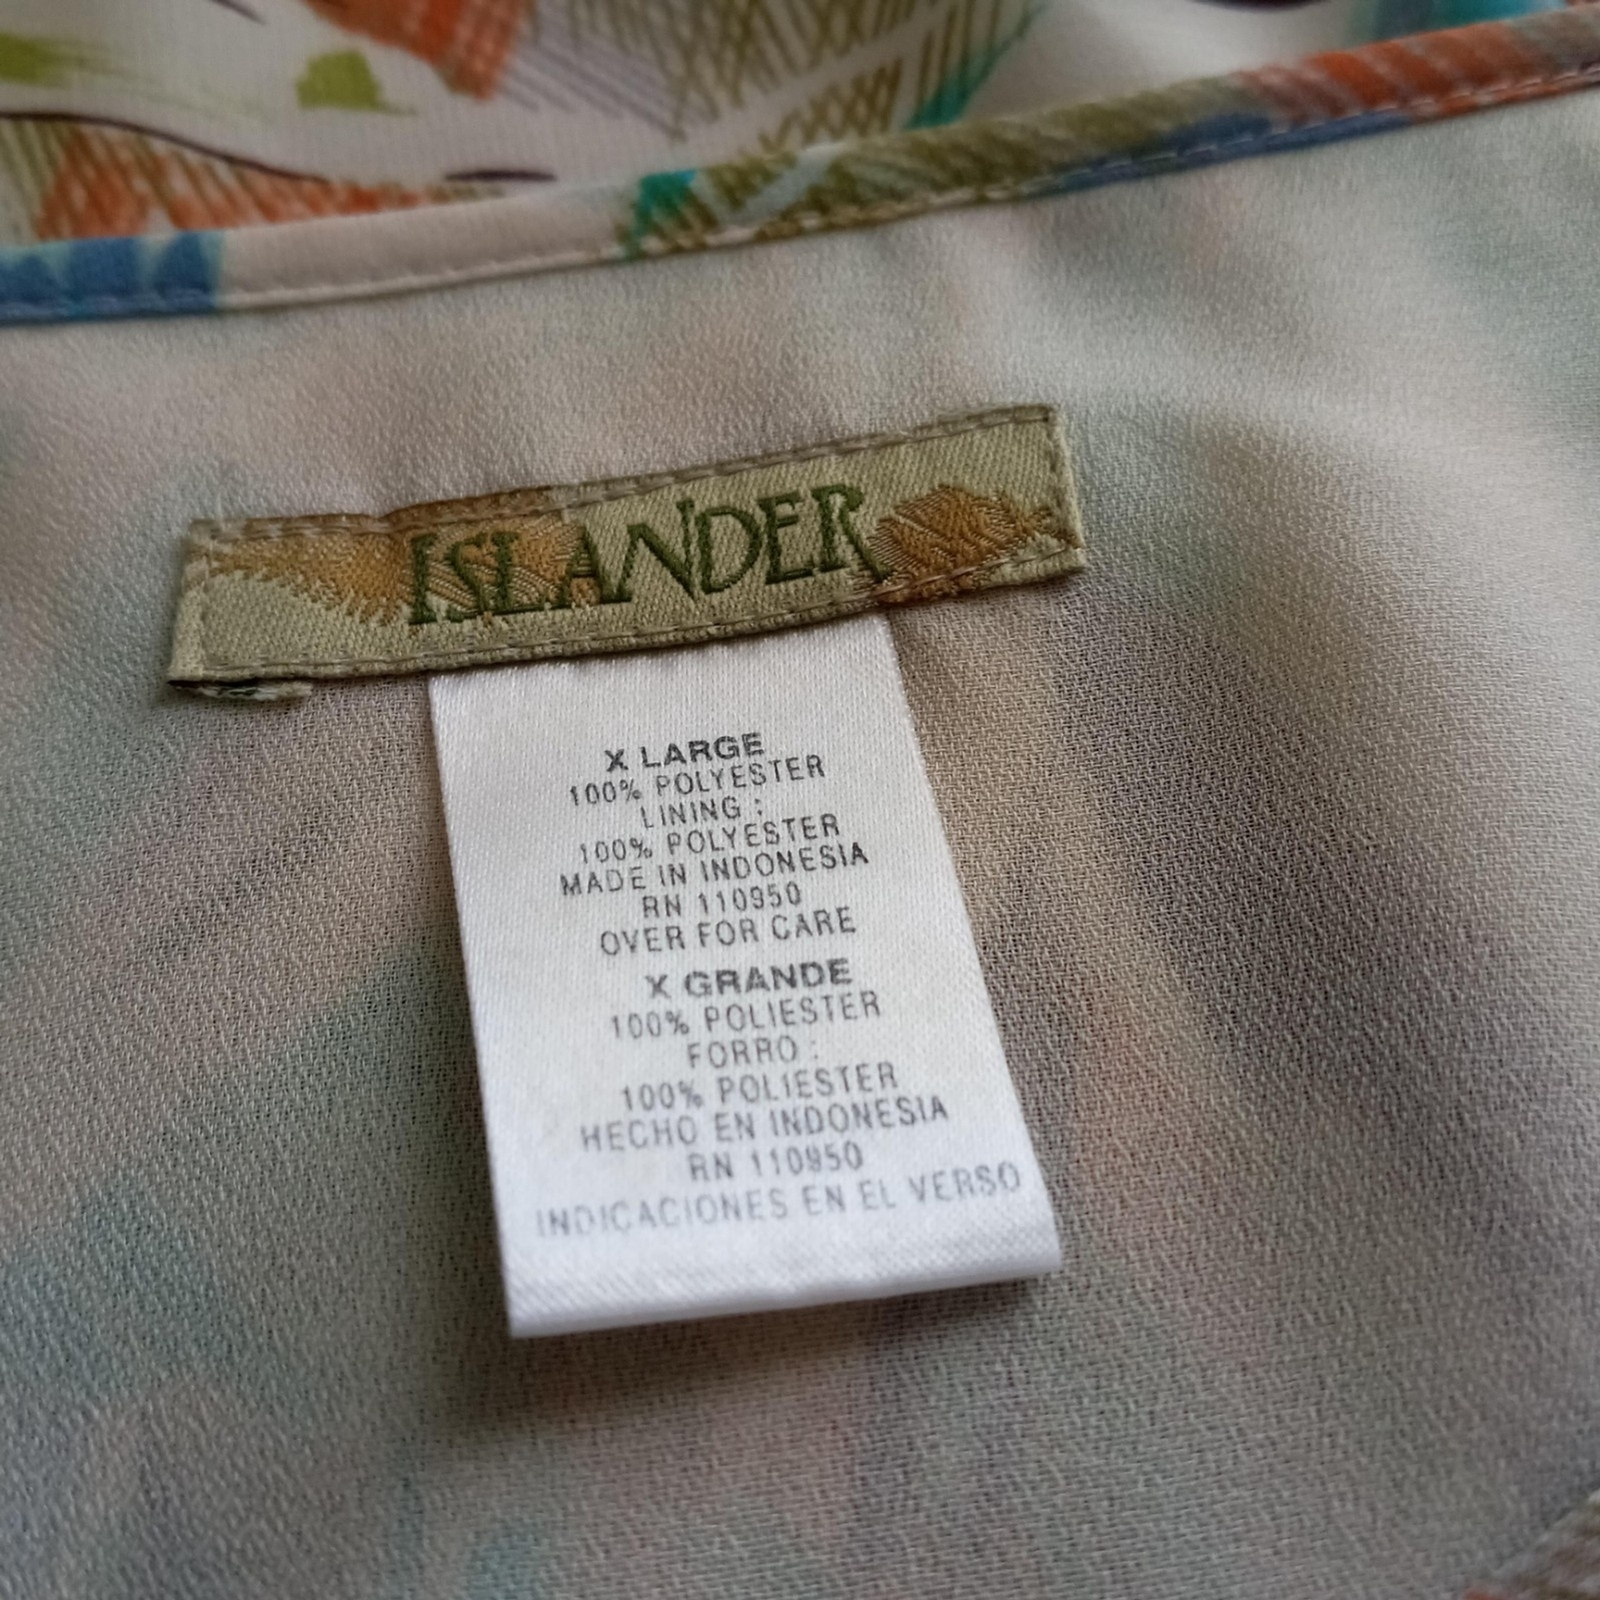 ISLANDER
X LARGE
100% POLYESTER
LINING :
100% POLYESTER
MADE IN INDONESIA
RN 110950
OVER FOR CARE
X GRANDE
100% POLIESTER
FORRO :
100% POLIESTER
HECHO EN INDONESIA
RN 110950
INDICACIONES EN EL VERSO